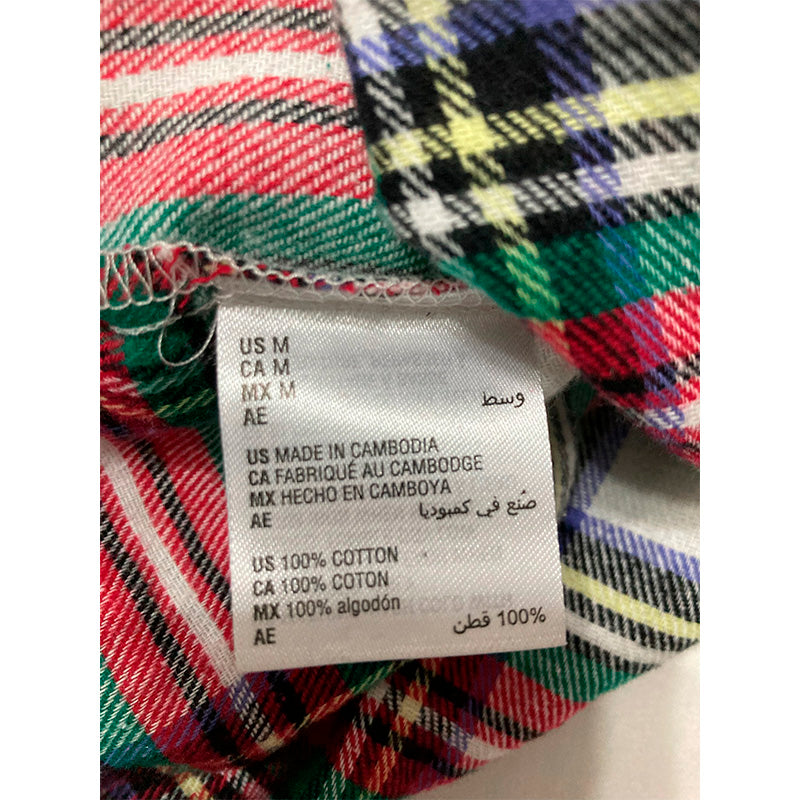 US M
CA M
MX M
AE وسط
US MADE IN CAMBODIA
CA FABRIQUÉ AU CAMBODGE
MX HECHO EN CAMBOYA
AE صُنع في كمبوديا
US 100% COTTON
CA 100% COTON
MX 100% algodón
AE 100% قطن